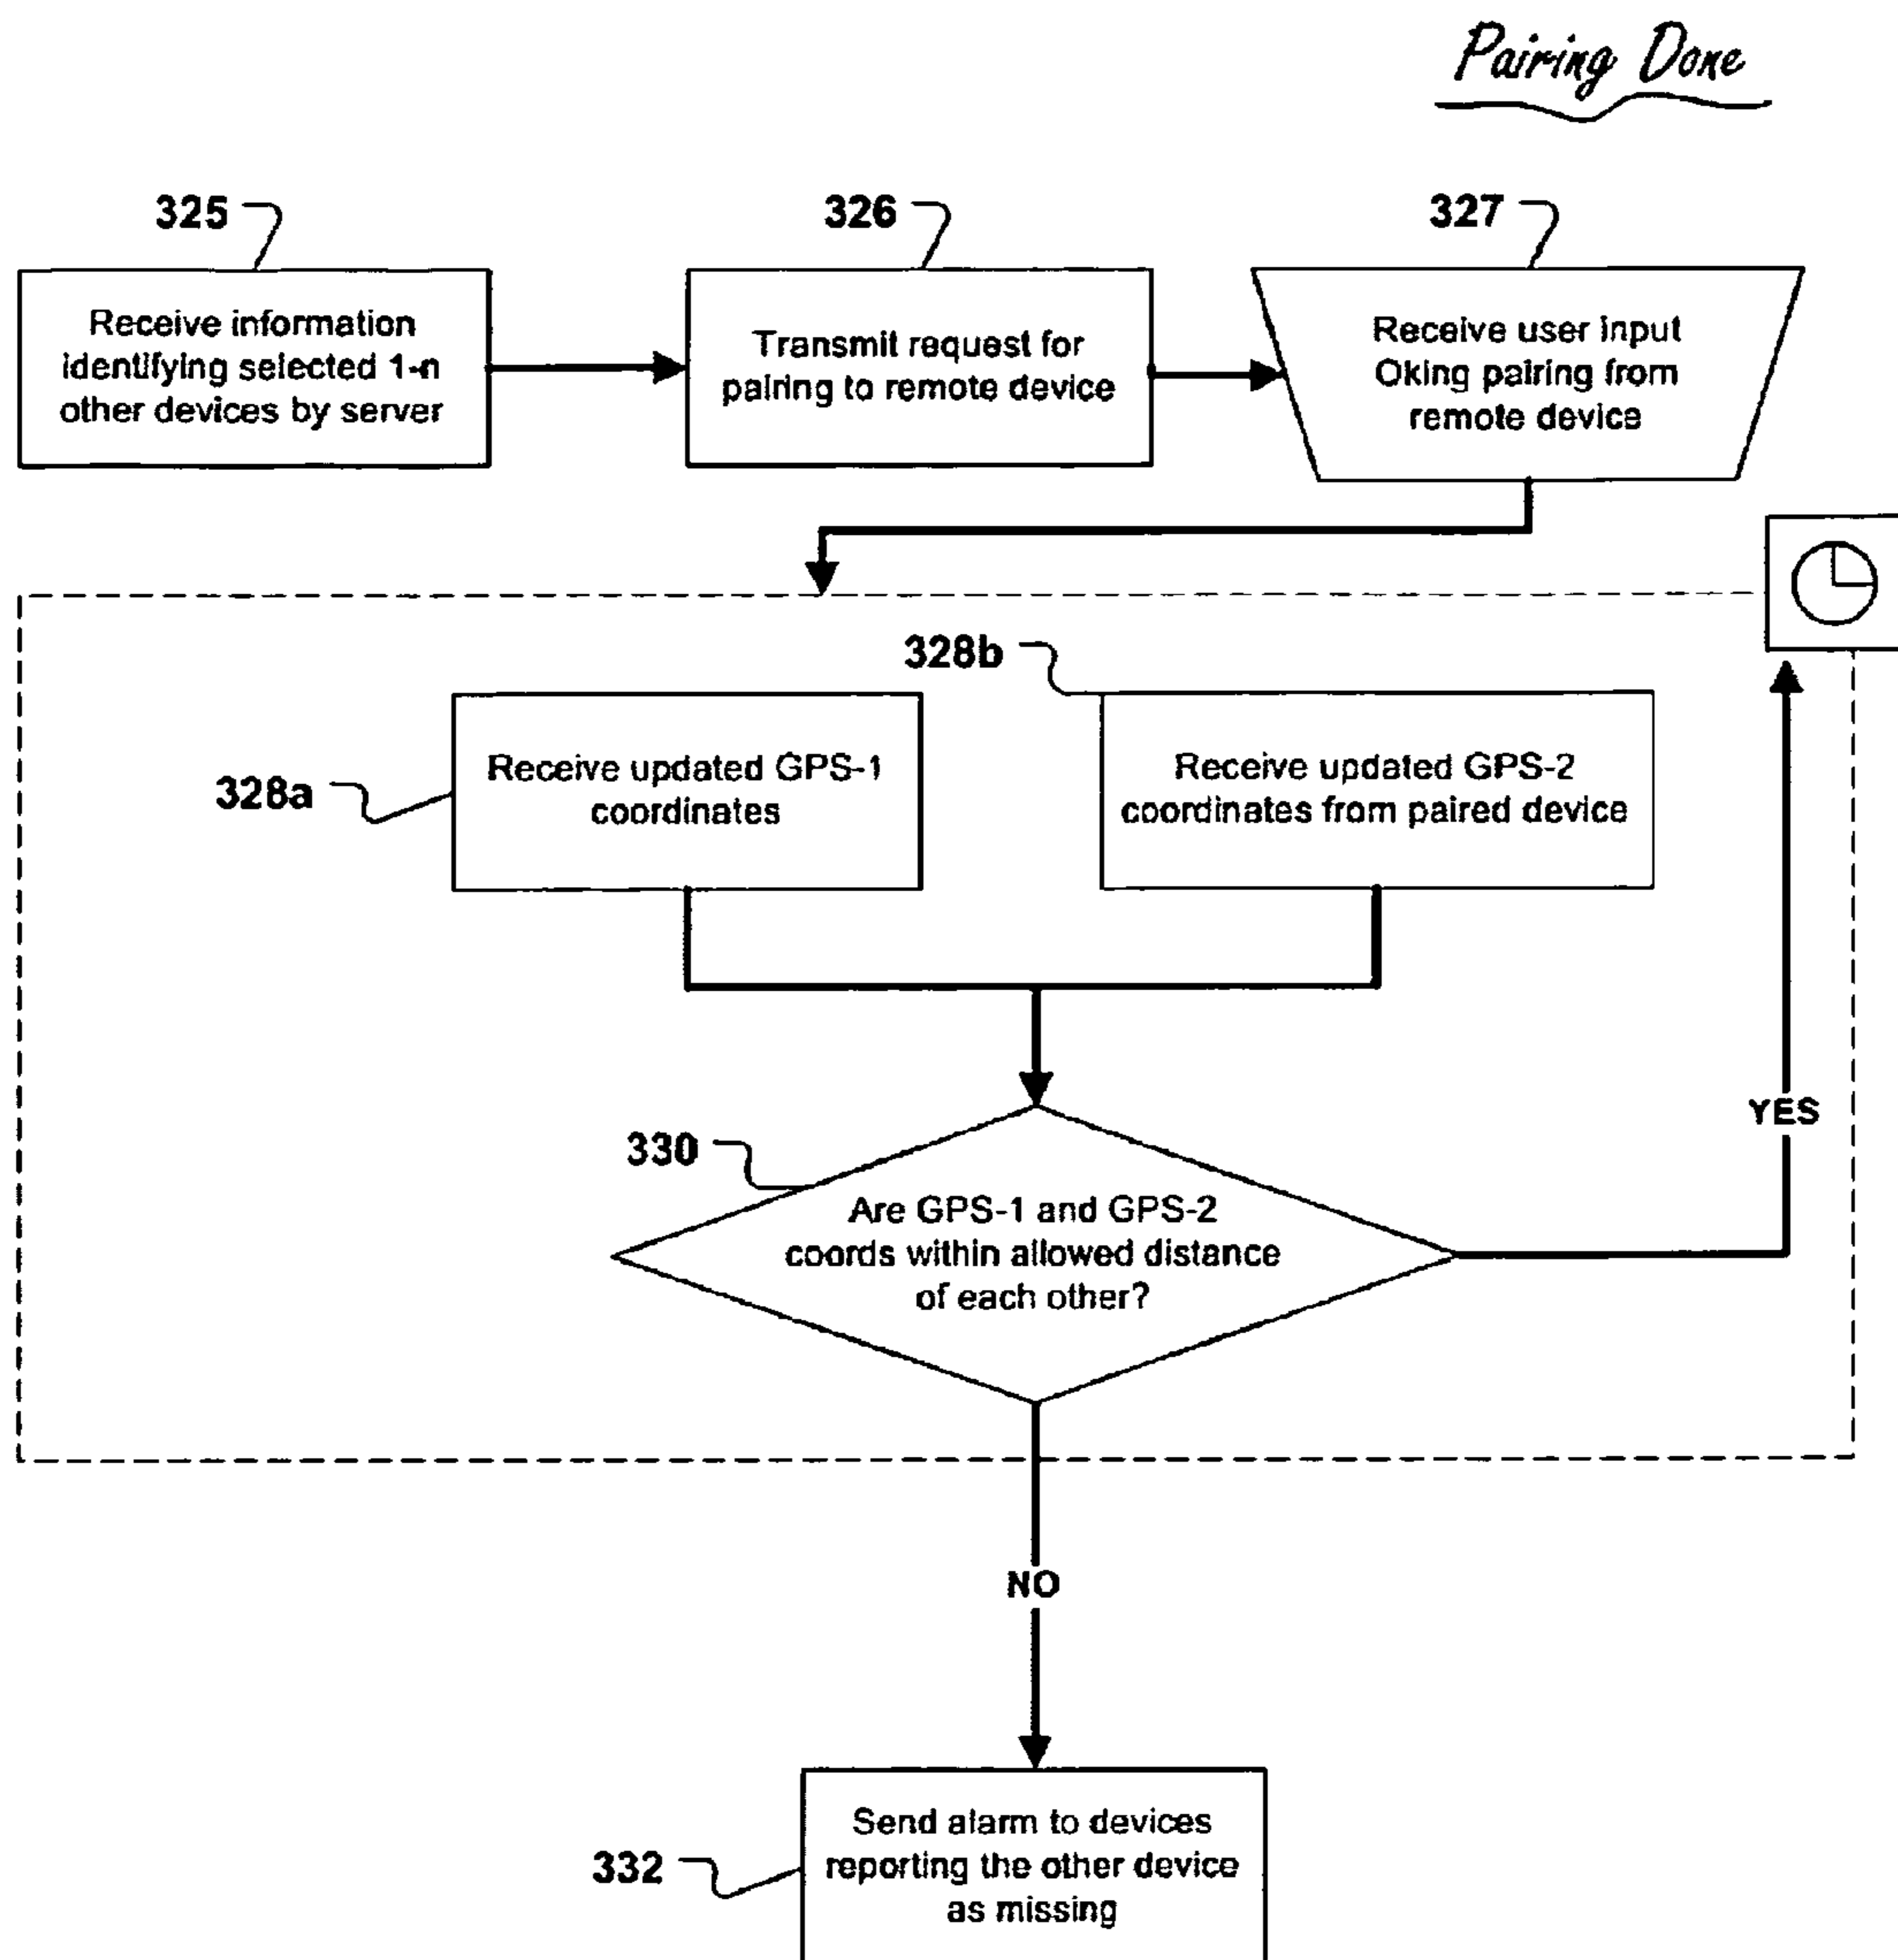 Pairing Done
325
326
327
Receive information
identifying selected 1-n
other devices by server
Transmit request for
pairing to remote device
Receive user input
Oking pairing from
remote device
328b
328a
Receive updated GPS-1
coordinates
Receive updated GPS-2
coordinates from paired device
YES
330
Are GPS-1 and GPS-2
coords within allowed distance
of each other?
NO
332
Send alarm to devices
reporting the other device
as missing